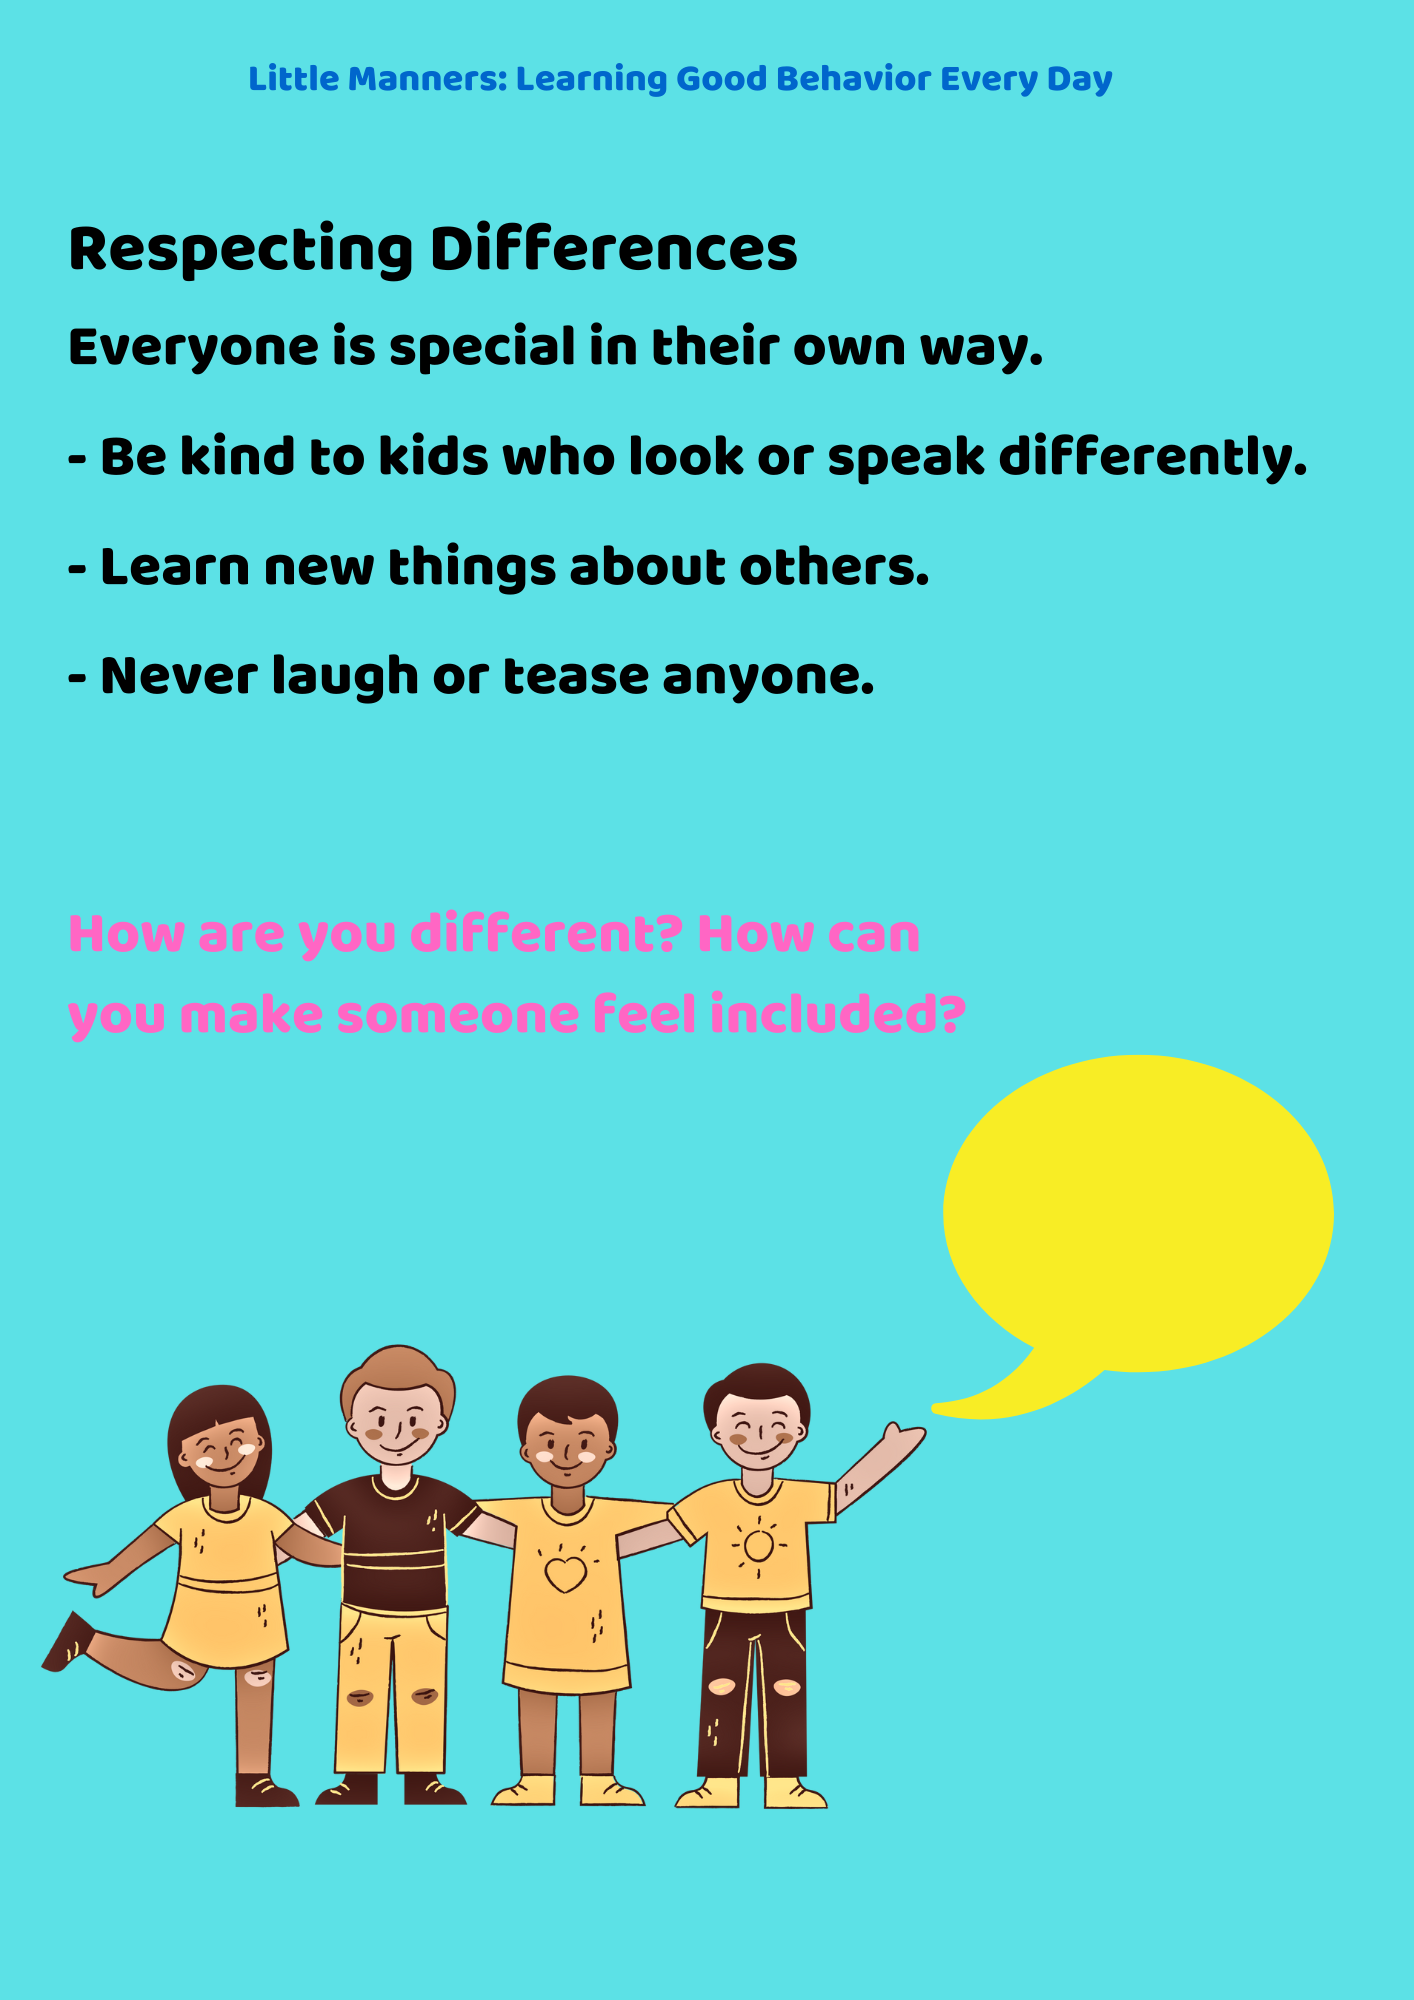 Little Manners: Learning Good Behavior Every Day
Respecting Differences
Everyone is special in their own way.
- Be kind to kids who look or speak differently.
- Learn new things about others.
- Never laugh or tease anyone.
How are you different? How can
you make someone feel included?